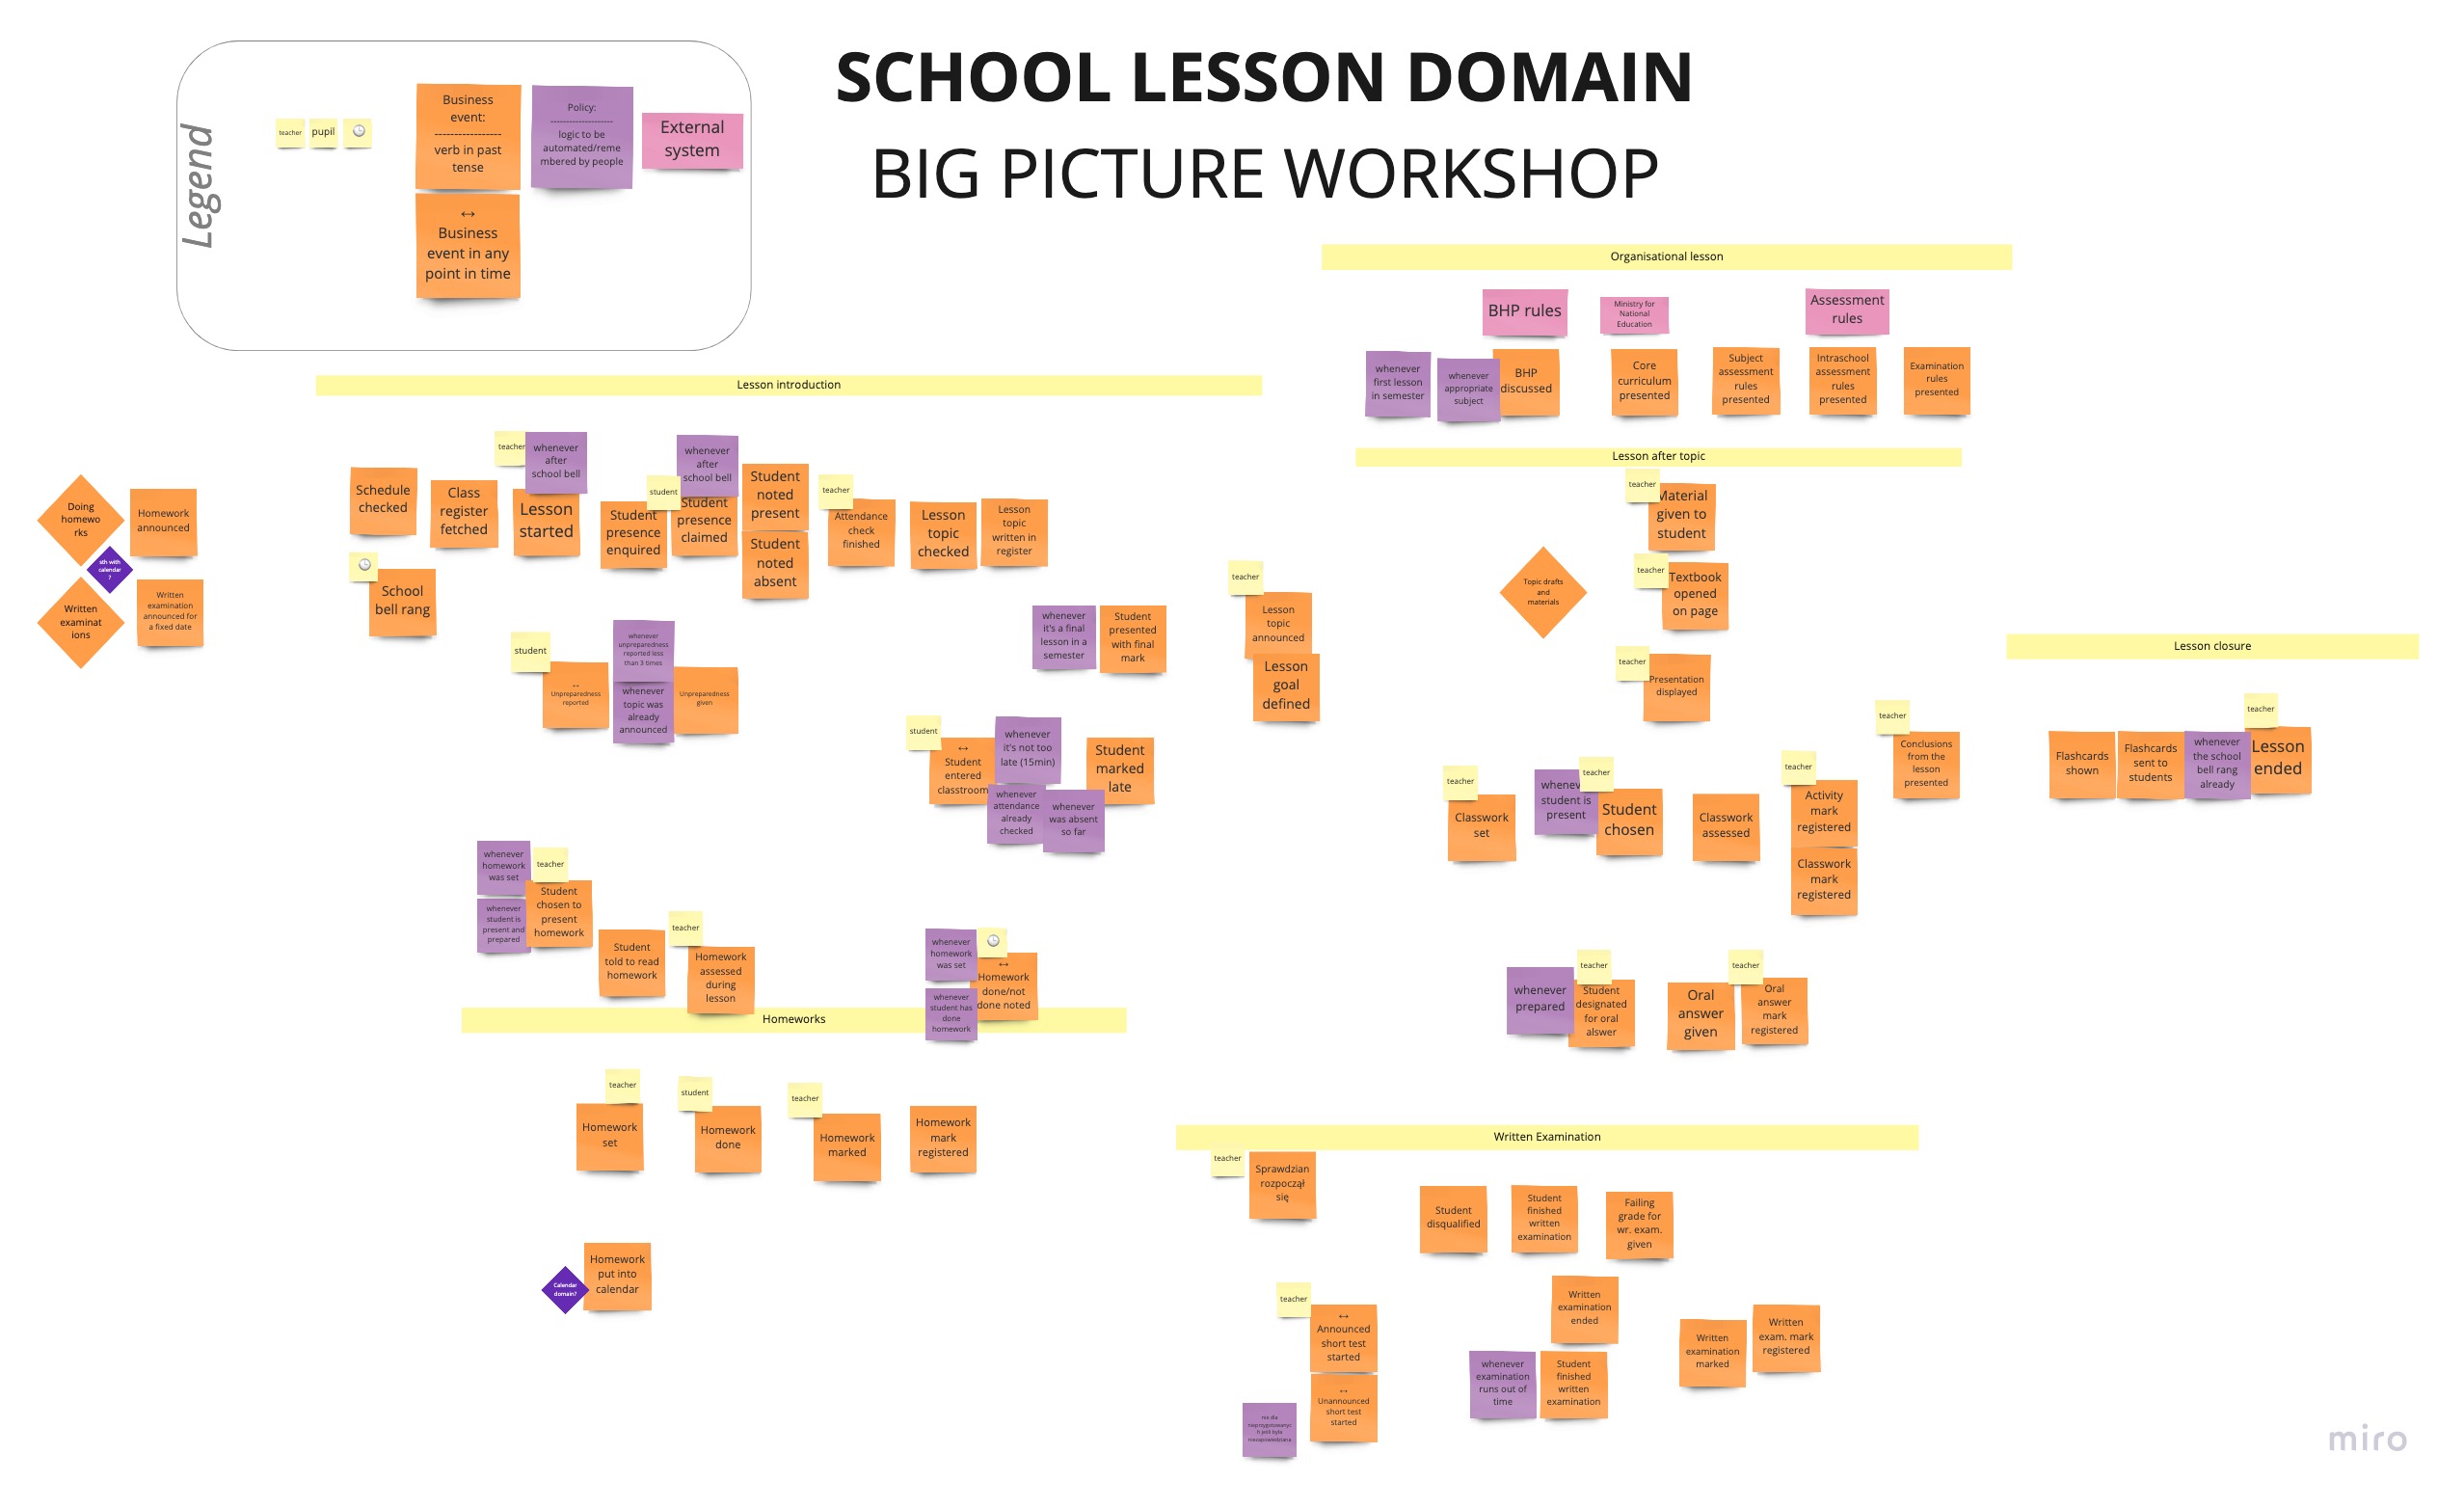 SCHOOL LESSON DOMAIN
BIG PICTURE WORKSHOP
Legend
teacher
pupil
Business
event:
-----------------
verb in past
tense
Policy:
--------------------
logic to be
automated/reme
mbered by people
External
system
↔
Business
event in any
point in time
Organisational lesson
BHP rules
Ministry for
National
Education
Assessment
rules
whenever
first lesson
in semester
whenever
appropriate
subject
BHP
discussed
Core
curriculum
presented
Subject
assessment
rules
presented
Intraschool
assessment
rules
presented
Examination
rules
presented
Lesson introduction
Doing
homewo
rks
Homework
announced
sth with
calendar
?
Written
examinat
ions
Written
examination
announced for
a fixed date
Schedule
checked
Class
register
fetched
teacher
whenever
after
school bell
Lesson
started
Student
presence
enquired
student
whenever
after
school bell
Student
presence
claimed
Student
noted
present
Student
noted
absent
teacher
Attendance
check
finished
Lesson
topic
checked
Lesson
topic
written in
register
School
bell rang
student
↔
Unpreparedness
reported
whenever
unpreparedness
reported less
than 3 times
whenever
topic was
already
announced
Unpreparedness
given
whenever
it's a final
lesson in a
semester
Student
presented
with final
mark
teacher
Lesson
topic
announced
Lesson
goal
defined
student
↔
Student
entered
classtroom
whenever
it's not too
late (15min)
whenever
attendance
already
checked
whenever
was absent
so far
Student
marked
late
whenever
homework
was set
whenever
student is
present and
prepared
teacher
Student
chosen to
present
homework
Student
told to read
homework
teacher
Homework
assessed
during
lesson
whenever
homework
was set
whenever
student has
done
homework
↔
Homework
done/not
done noted
Lesson after topic
teacher
Material
given to
student
Topic drafts
and
materials
teacher
Textbook
opened
on page
teacher
Presentation
displayed
teacher
Classwork
set
whenever
student is
present
teacher
Student
chosen
Classwork
assessed
teacher
Activity
mark
registered
Classwork
mark
registered
teacher
Conclusions
from the
lesson
presented
whenever
prepared
teacher
Student
designated
for oral
alswer
Oral
answer
given
teacher
Oral
answer
mark
registered
Lesson closure
Flashcards
shown
Flashcards
sent to
students
whenever
the school
bell rang
already
teacher
Lesson
ended
Homeworks
teacher
Homework
set
student
Homework
done
teacher
Homework
marked
Homework
mark
registered
Calendar
domain?
Homework
put into
calendar
Written Examination
teacher
Sprawdzian
rozpoczął
się
Student
disqualified
Student
finished
written
examination
Failing
grade for
wr. exam.
given
teacher
↔
Announced
short test
started
↔
Unannounced
short test
started
nie dla
nieprzygotowanyc
h jeśli była
niezapowiedziana
Written
examination
ended
whenever
examination
runs out of
time
Student
finished
written
examination
Written
examination
marked
Written
exam. mark
registered
miro